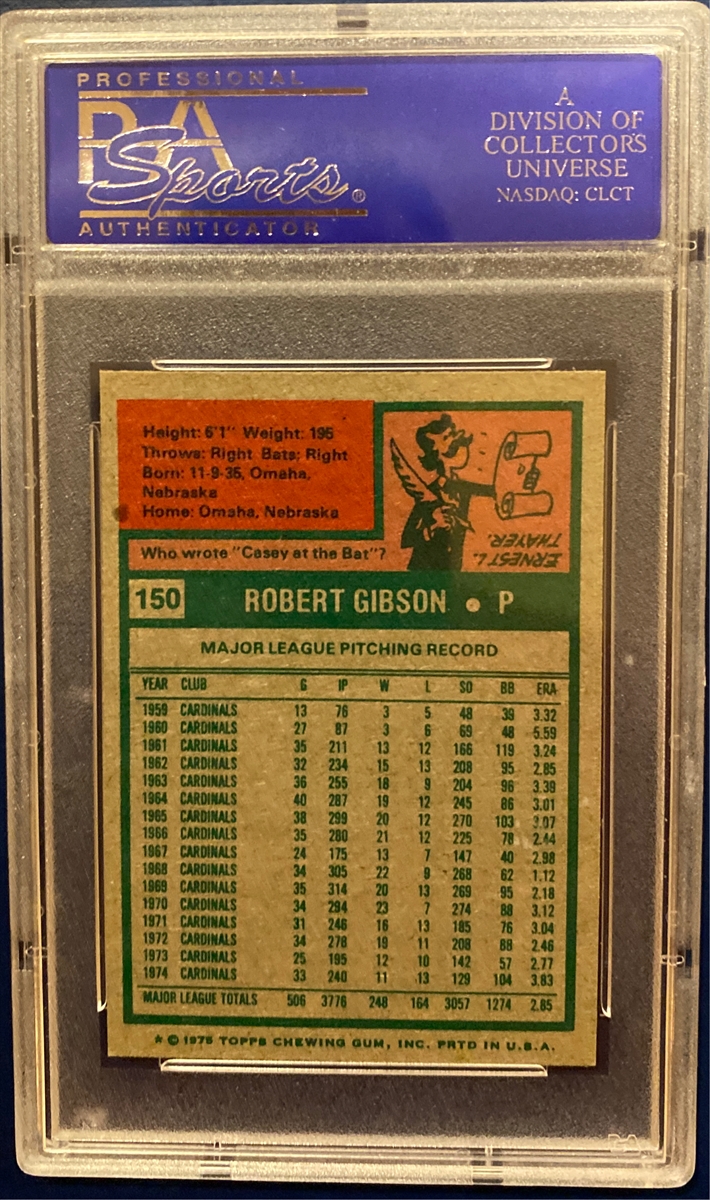 PROFESSIONAL
PSA
Sports®
AUTHENTICATOR
A
DIVISION OF
COLLECTORS
UNIVERSE
NASDAQ: CLCT
Height: 6'1" Weight: 195
Throws: Right Bats: Right
Born: 11-9-35, Omaha,
Nebraska
Home: Omaha, Nebraska
Who wrote "Casey at the Bat"?
ERNEST L.
THAYER.
150 ROBERT GIBSON • P
MAJOR LEAGUE PITCHING RECORD
YEAR CLUB G IP W L SO BB ERA
1959 CARDINALS 13 76 3 5 48 39 3.32
1960 CARDINALS 27 87 3 6 69 48 5.59
1961 CARDINALS 35 211 13 12 166 119 3.24
1962 CARDINALS 32 234 15 13 208 95 2.85
1963 CARDINALS 36 255 18 9 204 96 3.39
1964 CARDINALS 40 287 19 12 245 86 3.01
1965 CARDINALS 38 299 20 12 270 103 3.07
1966 CARDINALS 35 280 21 12 225 78 2.44
1967 CARDINALS 24 175 13 7 147 40 2.98
1968 CARDINALS 34 305 22 9 268 62 1.12
1969 CARDINALS 35 314 20 13 269 95 2.18
1970 CARDINALS 34 294 23 7 274 88 3.12
1971 CARDINALS 31 246 16 13 185 76 3.04
1972 CARDINALS 34 278 19 11 208 88 2.46
1973 CARDINALS 25 195 12 10 142 57 2.77
1974 CARDINALS 33 240 11 13 129 104 3.83
MAJOR LEAGUE TOTALS 506 3776 248 164 3057 1274 2.85
* © 1975 TOPPS CHEWING GUM, INC. PRTD IN U.S.A.
PSA